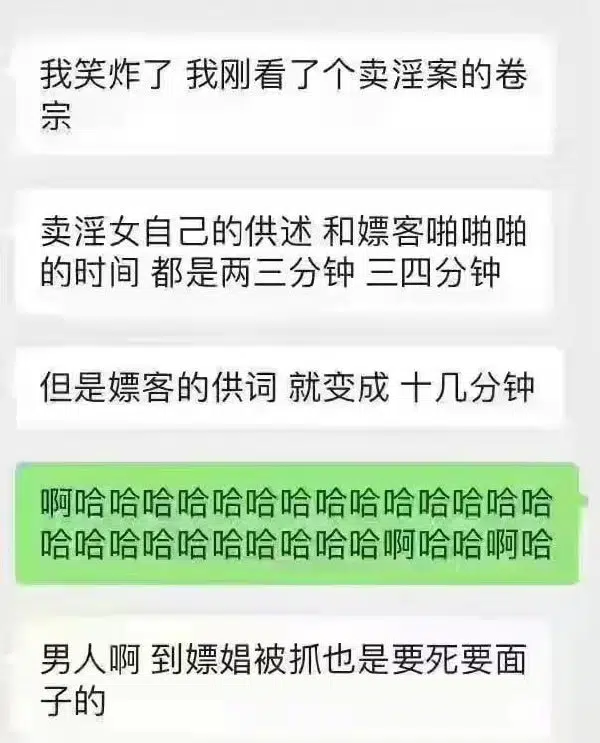 我笑炸了 我刚看了个卖淫案的卷
宗
卖淫女自己的供述 和嫖客啪啪啪
的时间 都是两三分钟 三四分钟
但是嫖客的供词 就变成 十几分钟
啊哈哈哈哈哈哈哈哈哈哈哈哈哈哈
哈哈哈哈哈哈哈哈哈哈啊哈哈啊哈
男人啊 到嫖娼被抓也是要死要面
子的